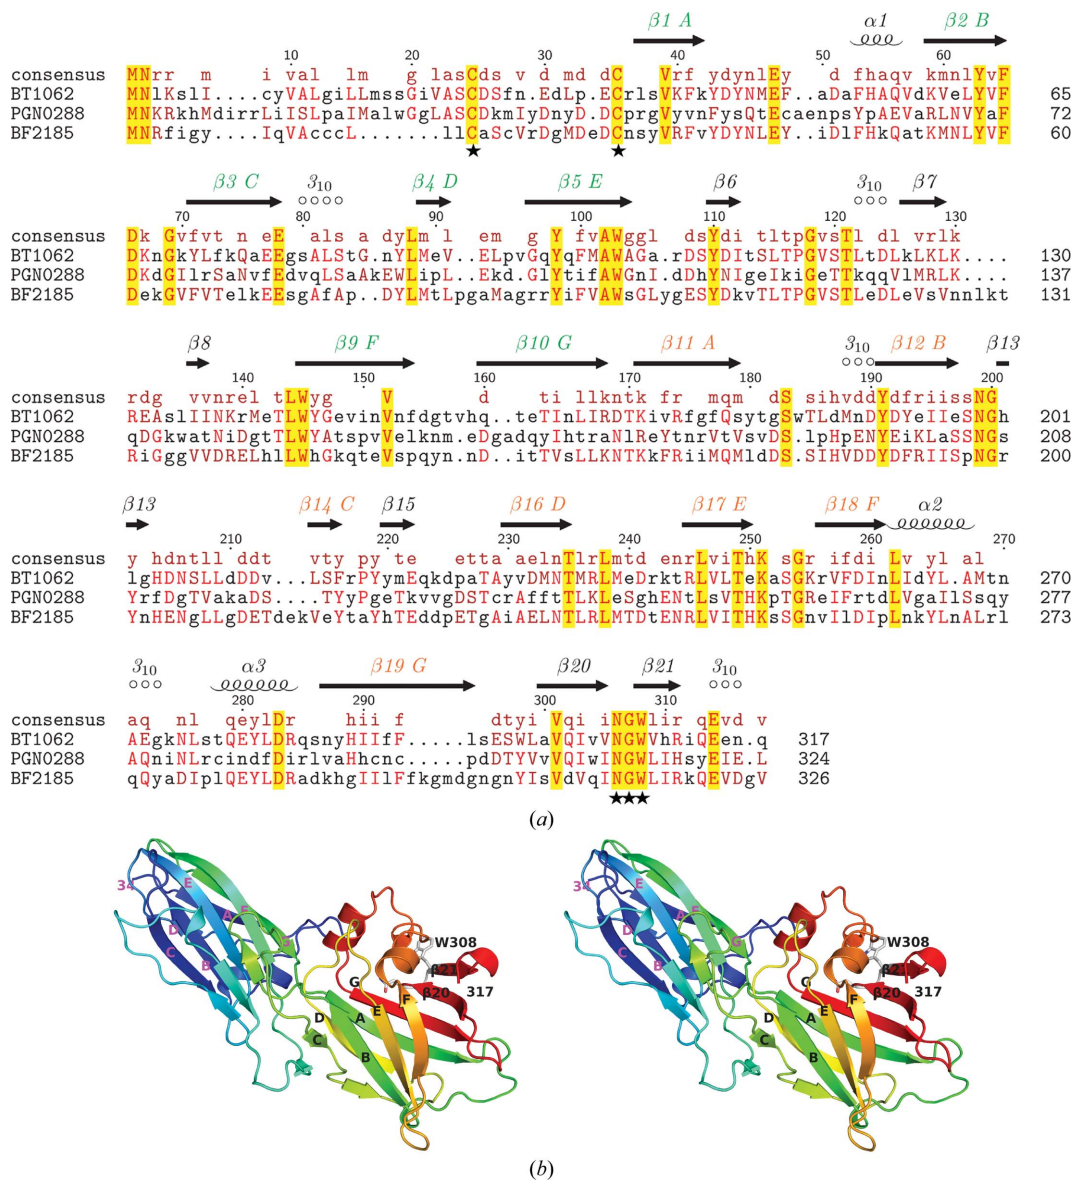 β1 A α1 β2 B
10 20 30 40 50 60
consensus MNrr m i val lm g lasCds v d md dC Vrf ydynlEy d fhaqv kmnlYvF
BT1062 MNlKslI....cyVALgiLLmssGivASCDSfn.EdLp.ECrlsVKFKYDYNMEF..aDaFHAQVdKVeLYVF 65
PGN0288 MNKRkhMdirrLiISLpaIMalwGgLASCDkmIyDnyD.DCprgVyvnFysQtECaenpsYpAEVaRLNVYaF 72
BF2185 MNRfigy....IqVAcccL.......llCaScVrDgMDeDCnsyVRFvYDYNLEY..iDlFHKQatKMNLYVF 60
β3 C 3₁₀ β4 D β5 E β6 3₁₀ β7
70 80 90 100 110 120 130
consensus Dk Gvfvt n eE als a dyLm l em g Y fvAWggl dsYdi tltpGvsTl dl vrlk
BT1062 DKnGkYLfkQaEEgsALStG.nYLMeV..ELpvGQYqFMAWAGa.rDSYDItSLTPGVSTLtDLkLKLK.... 130
PGN0288 DKdGIlrSaNvfEdvqLSaAkEWLipL..Ekd.GlYtifAWGnI.dDhYNIgeIkiGeTTkqqVlMRLK.... 137
BF2185 DekGVFVTelkEEsgAfAp..DYLMtLpgaMagrrYiFVAWsGLygESYDkvTLTPGVSTLeDLeVSVnnlkt 131
β8 β9 F β10 G β11 A 3₁₀ β12 B β13
140 150 160 170 180 190 200
consensus rdg vvnrel tLWyg V d ti llkntk fr mqm dS sihvddYdfriissNG
BT1062 REAslIINKrMeTLWYGevinVnfdgtvhq..teTInLIRDTKivRfgfQsytgSwTLdMnDYDYeIIeSNGh 201
PGN0288 qDGkwatNiDgtTLWYAtspvVelknm.eDgadqyIhtraNlReYtnrVtVsvDS.lpHpENYEiKLaSSNGs 208
BF2185 RiGggVVDRELhlLWhGkqteVspqyn.nD..itTVsLLKNTKkFRiiMQMldDS.SIHVDDYDFRIISpNGr 200
β13 β14 C β15 β16 D β17 E β18 F α2
210 220 230 240 250 260 270
consensus y hdntll ddt vty py te etta aelnTlrLmtd enrLviThKsGr ifdi Lv yl al
BT1062 lgHDNSLLdDDv...LSFrPYymEqkdpaTAyvDMNTMRLMeDrktRLVLTeKaSGKrVFDInLIdYL.AMtn 270
PGN0288 YrfDgTVakaDS....TYyPgeTkvvgDSTcrAffTLKLeSghENtLsVTHKpTGReIFrtdLVgaILSsqy 277
BF2185 YnHENgLLgDETdekVeYtaYhTEddpETgAiAELNTLRLMTDtENRLVITHKsSGnvIlDIpLnkYLnALrl 273
3₁₀ α3 β19 G β20 β21 3₁₀
280 290 300 310
consensus aq nl qeylDr hii f dtyi Vqi iNGWlir qEvd v
BT1062 AEgkNLstQEYLDRqsnyHIIfF.....lsESWLaVQIvVNGWVhRiQEen.q 317
PGN0288 AQniNLrcindfDirlvaHhcnc.....pdDTYVvVQIWINGWLIHsyEIE.L 324
BF2185 qQyaDIplQEYLDRadkhgIIlFfkgmdgngnYIsVdvQINGWLIRkQEVDgV 326
(a)
34 E A F D G C B W308 β21 β20 317 G F E A D C B
34 E A F D G C B W308 β21 β20 317 G F E A D C B
(b)